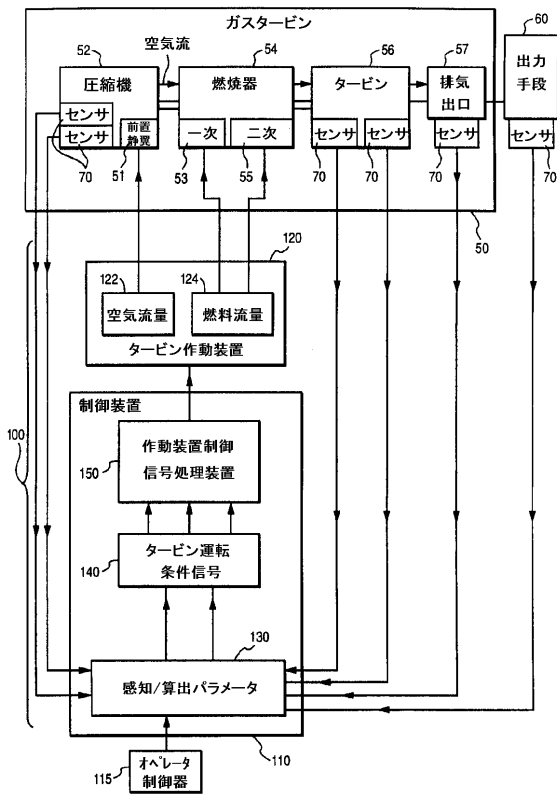 ガスタービン
60
52
空気流
54
56
57
圧縮機
燃焼器
タービン
排気
出口
出力
手段
センサ
センサ
前置
静翼
一次
二次
センサ
センサ
センサ
センサ
70
51
53
55
70
70
70
70
50
120
122
124
空気流量
燃料流量
タービン作動装置
100
制御装置
作動装置制御
信号処理装置
150
タービン運転
条件信号
140
130
感知/算出パラメータ
110
オペレータ
制御器
115